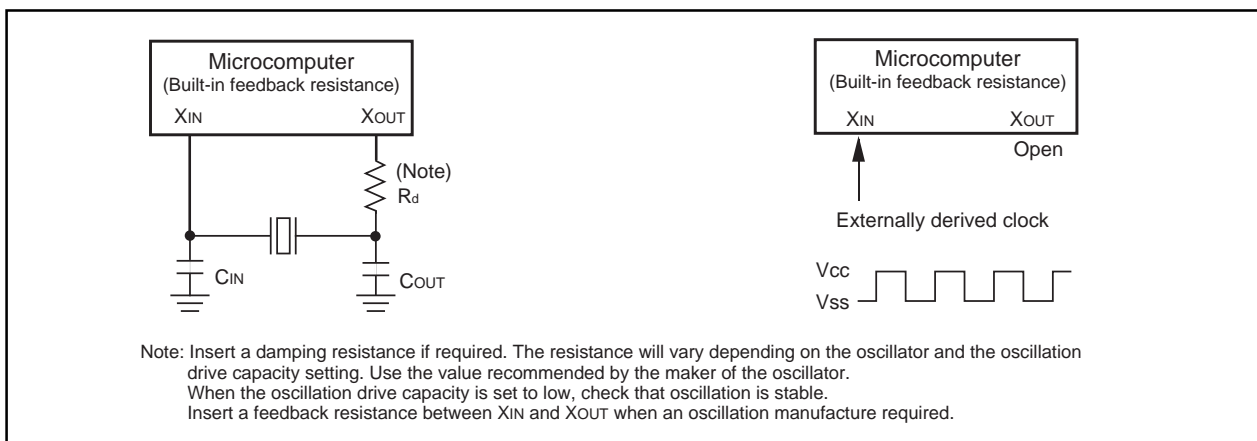 Microcomputer
(Built-in feedback resistance)
XIN XOUT
(Note)
Rd
CIN
COUT
Microcomputer
(Built-in feedback resistance)
XIN XOUT
Open
Externally derived clock
Vcc
Vss
Note: Insert a damping resistance if required. The resistance will vary depending on the oscillator and the oscillation
drive capacity setting. Use the value recommended by the maker of the oscillator.
When the oscillation drive capacity is set to low, check that oscillation is stable.
Insert a feedback resistance between XIN and XOUT when an oscillation manufacture required.